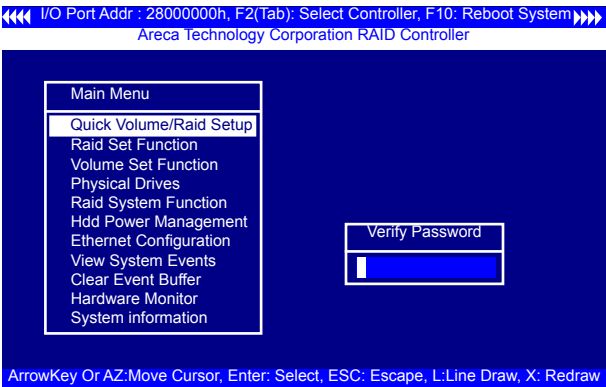 I/O Port Addr : 28000000h, F2(Tab): Select Controller, F10: Reboot System
Areca Technology Corporation RAID Controller
Main Menu
Quick Volume/Raid Setup
Raid Set Function
Volume Set Function
Physical Drives
Raid System Function
Hdd Power Management
Ethernet Configuration
View System Events
Clear Event Buffer
Hardware Monitor
System information
Verify Password
ArrowKey Or AZ:Move Cursor, Enter: Select, ESC: Escape, L:Line Draw, X: Redraw